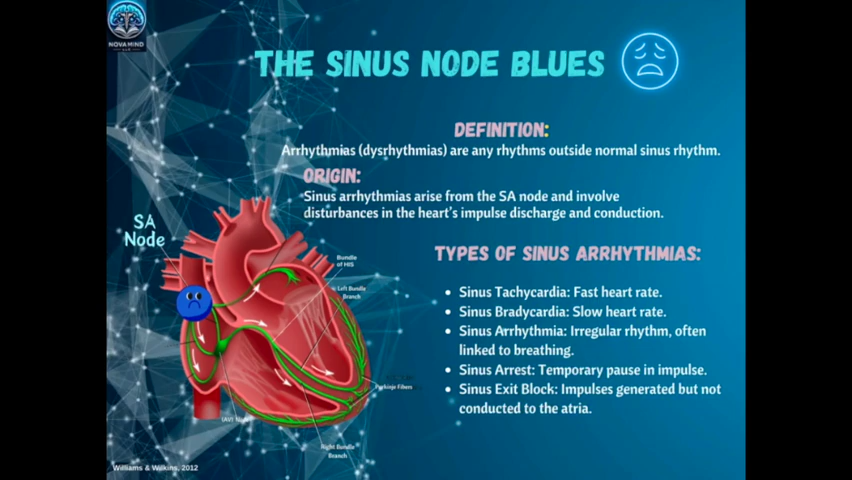 NOVAMIND
THE SINUS NODE BLUES
DEFINITION:
Arrhythmias (dysrhythmias) are any rhythms outside normal sinus rhythm.
ORIGIN:
Sinus arrhythmias arise from the SA node and involve
disturbances in the heart's impulse discharge and conduction.
SA
Node
Bundle
of HIS
Left Bundle
Branch
Purkinje Fibers
(AV)
Right Bundle
Branch
TYPES OF SINUS ARRHYTHMIAS:
• Sinus Tachycardia: Fast heart rate.
• Sinus Bradycardia: Slow heart rate.
• Sinus Arrhythmia: Irregular rhythm, often
linked to breathing.
• Sinus Arrest: Temporary pause in impulse.
• Sinus Exit Block: Impulses generated but not
conducted to the atria.
Williams & Wilkins, 2012